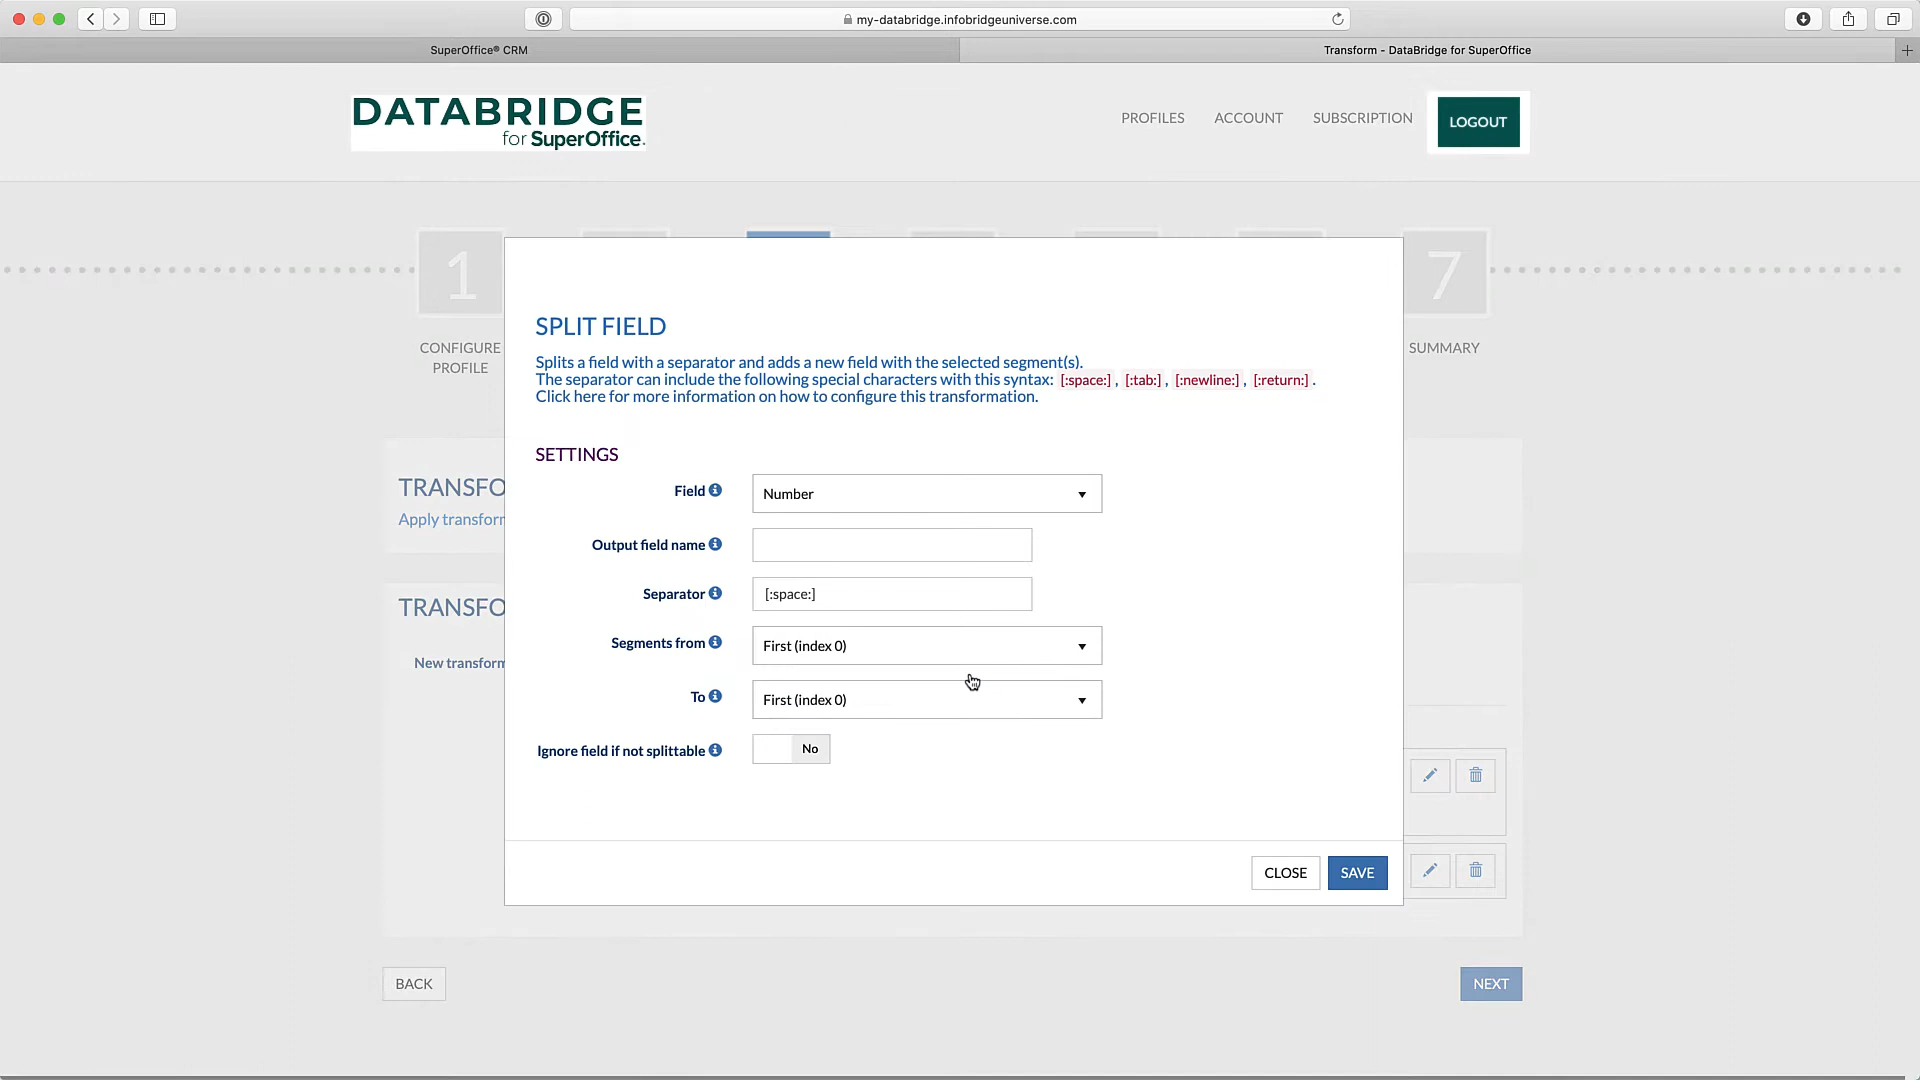 my-databridge.infobridgeuniverse.com
SuperOffice® CRM
Transform - DataBridge for SuperOffice
DATABRIDGE
for SuperOffice.
PROFILES
ACCOUNT
SUBSCRIPTION
LOGOUT
1
7
CONFIGURE
PROFILE
SUMMARY
SPLIT FIELD
Splits a field with a separator and adds a new field with the selected segment(s).
The separator can include the following special characters with this syntax: [:space:] , [:tab:] , [:newline:] , [:return:] .
Click here for more information on how to configure this transformation.
SETTINGS
Field
Number
Output field name
Separator
[:space:]
Segments from
First (index 0)
To
First (index 0)
Ignore field if not splittable
No
CLOSE
SAVE
TRANSFO
Apply transform
TRANSFO
New transform
BACK
NEXT